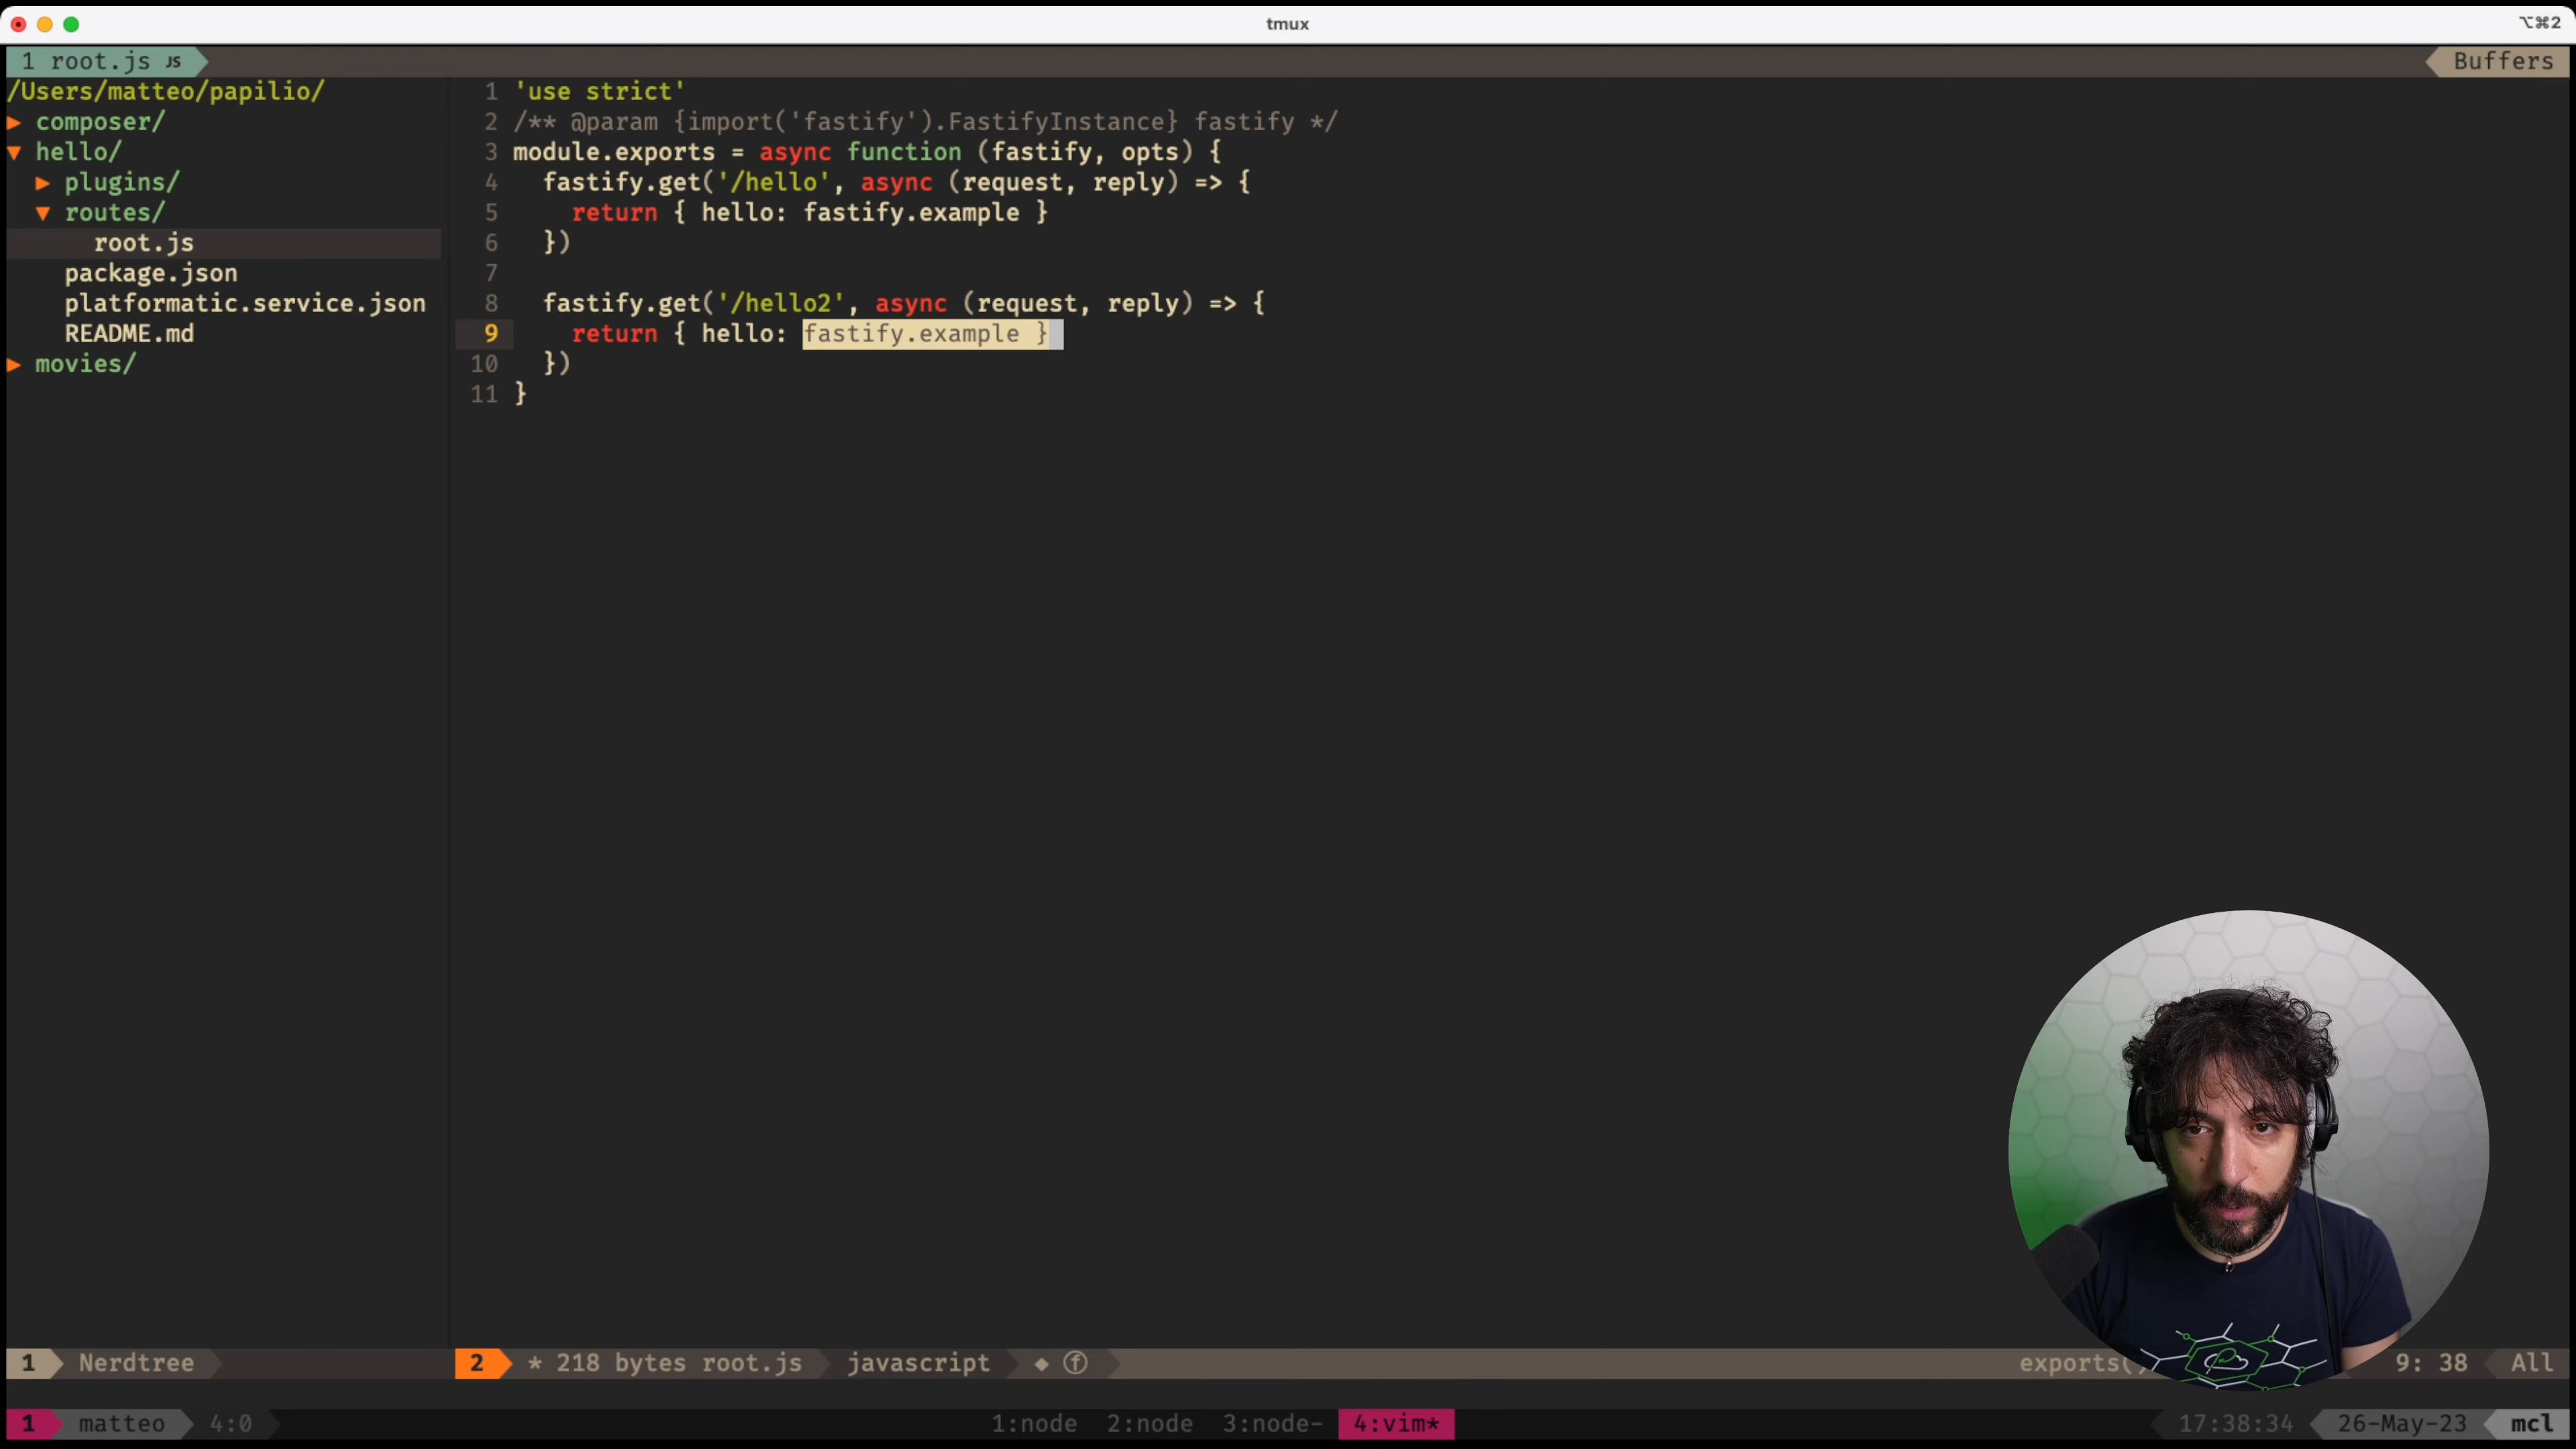 tmux
⌥⌘2
1 root.js JS
Buffers
/Users/matteo/papilio/
▸ composer/
▾ hello/
▸ plugins/
▾ routes/
root.js
package.json
platformatic.service.json
README.md
▸ movies/
1 'use strict'
2 /** @param {import('fastify').FastifyInstance} fastify */
3 module.exports = async function (fastify, opts) {
4 fastify.get('/hello', async (request, reply) => {
5 return { hello: fastify.example }
6 })
7
8 fastify.get('/hello2', async (request, reply) => {
9 return { hello: fastify.example }
10 })
11 }
1 Nerdtree
2 * 218 bytes root.js javascript ◆ ⓕ
exports( 9: 38 All
1 matteo 4:0
1:node 2:node 3:node- 4:vim*
17:38:34 26-May-23 mcl